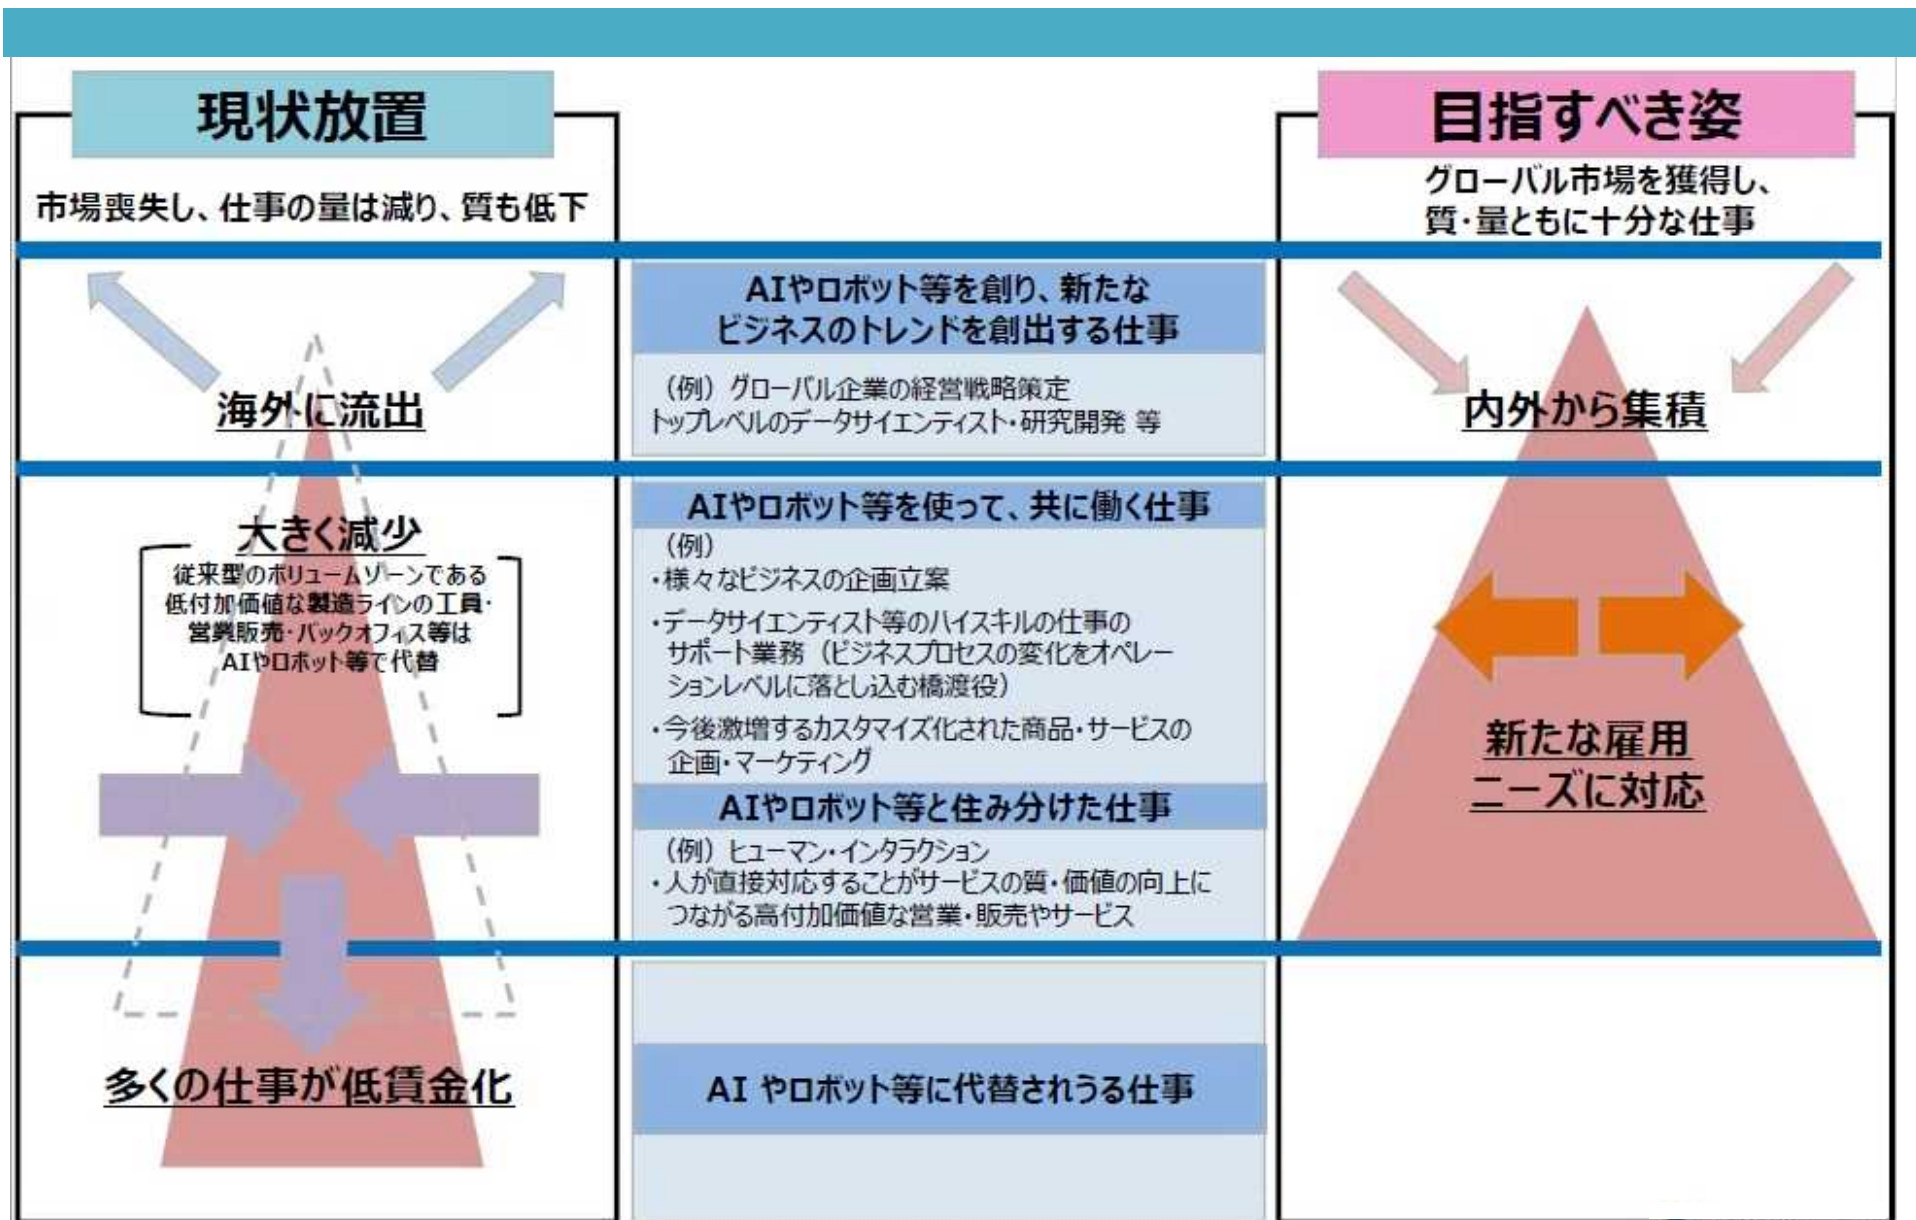 現状放置
市場喪失し、仕事の量は減り、質も低下
海外に流出
大きく減少
従来型のボリュームゾーンである
低付加価値な製造ラインの工員・
営業販売・バックオフィス等は
AIやロボット等で代替
多くの仕事が低賃金化
AIやロボット等を創り、新たな
ビジネスのトレンドを創出する仕事
（例）グローバル企業の経営戦略策定
トップレベルのデータサイエンティスト・研究開発 等
AIやロボット等を使って、共に働く仕事
（例）
・様々なビジネスの企画立案
・データサイエンティスト等のハイスキルの仕事の
サポート業務（ビジネスプロセスの変化をオペレー
ションレベルに落とし込む橋渡役）
・今後激増するカスタマイズ化された商品・サービスの
企画・マーケティング
AIやロボット等と住み分けた仕事
（例）ヒューマン・インタラクション
・人が直接対応することがサービスの質・価値の向上に
つながる高付加価値な営業・販売やサービス
AI やロボット等に代替されうる仕事
目指すべき姿
グローバル市場を獲得し、
質・量ともに十分な仕事
内外から集積
新たな雇用
ニーズに対応